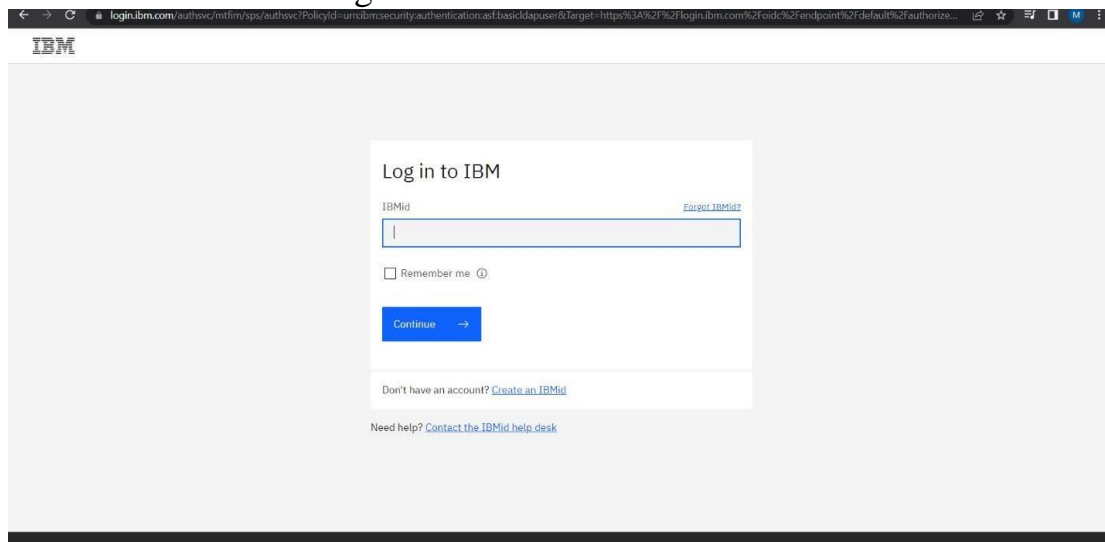 login.ibm.com/authsvc/mtfim/sps/authsvc?PolicyId=urn:ibm:security:authentication:asf:basicldapuser&Target=https%3A%2F%2Flogin.ibm.com%2Foidc%2Fendpoint%2Fdefault%2Fauthorize...
M
IBM
Log in to IBM
IBMid
Forgot IBMid?
Remember me
Continue →
Don't have an account? Create an IBMid
Need help? Contact the IBMid help desk